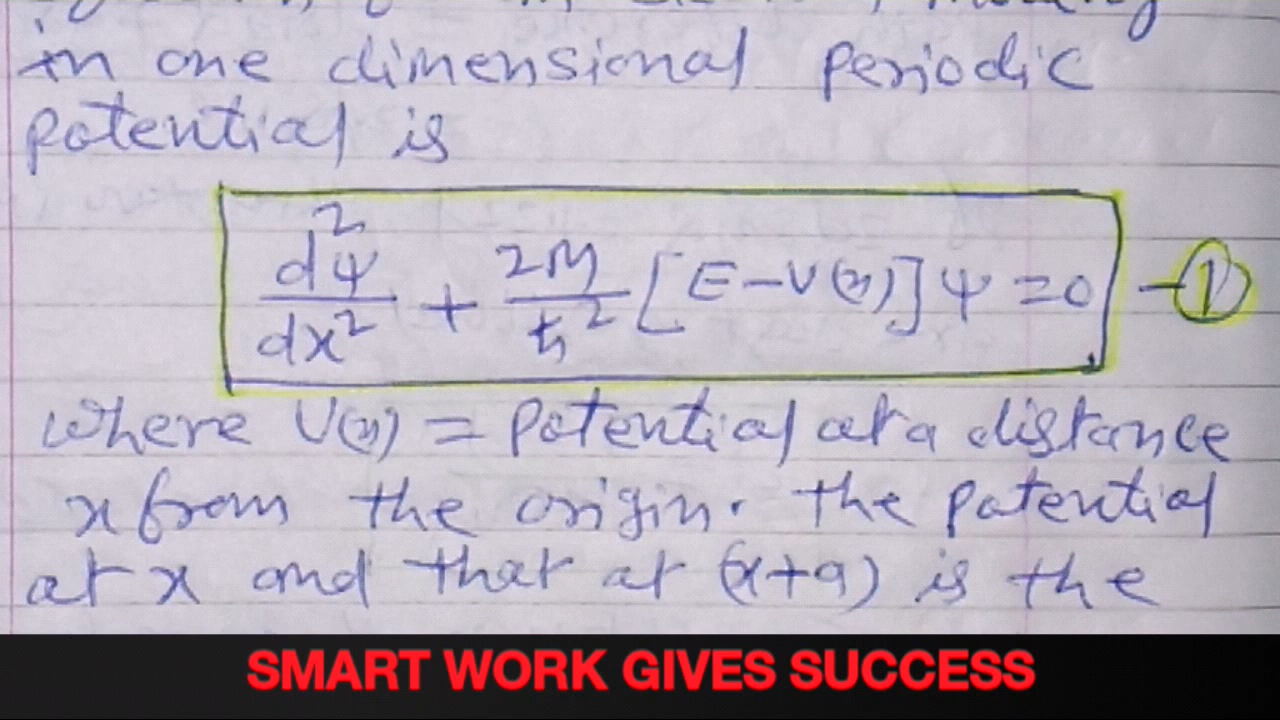 in one dimensional periodic
potential is
d²ψ/dx² + 2m/ħ² [E-V(x)]ψ=0 -①
where V(x) = potential at a distance
x from the origin. the potential
at x and that at (x+a) is the
SMART WORK GIVES SUCCESS